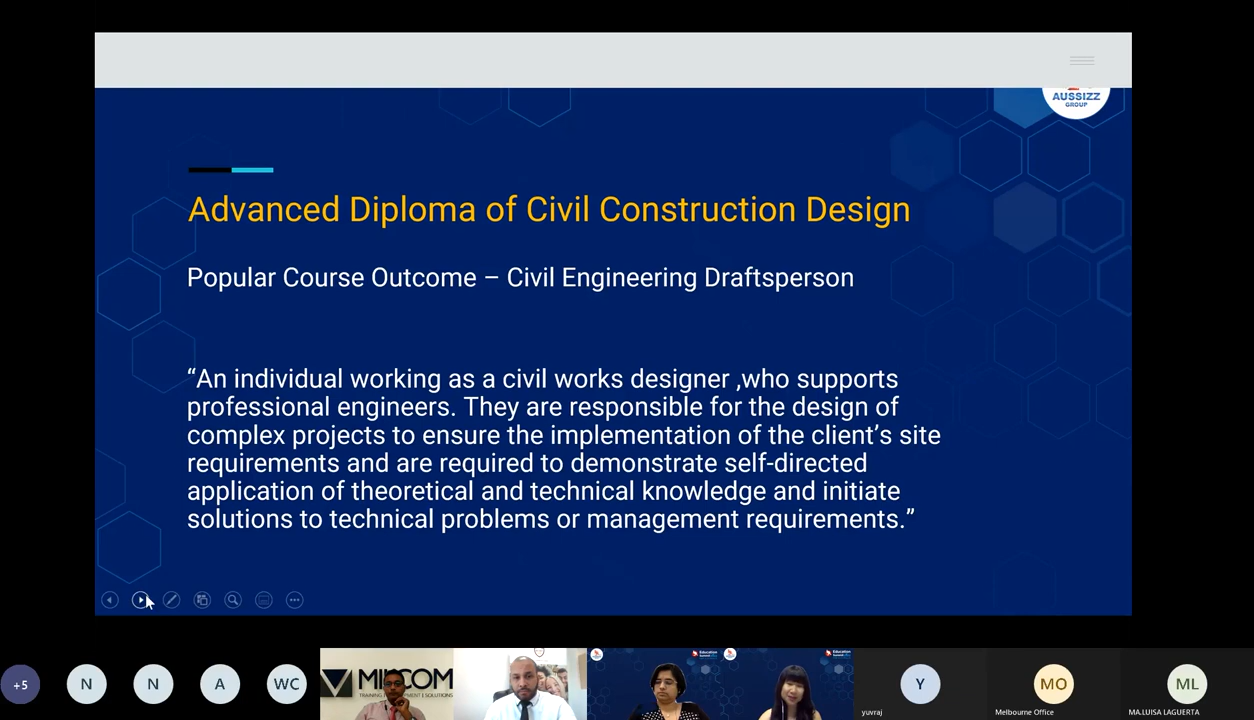 AUSSIZZ
GROUP
Advanced Diploma of Civil Construction Design
Popular Course Outcome – Civil Engineering Draftsperson
“An individual working as a civil works designer ,who supports
professional engineers. They are responsible for the design of
complex projects to ensure the implementation of the client’s site
requirements and are required to demonstrate self-directed
application of theoretical and technical knowledge and initiate
solutions to technical problems or management requirements.”
+5
N
N
A
WC
Y
yuvraj
MO
Melbourne Office
ML
MA.LUISA LAGUERTA